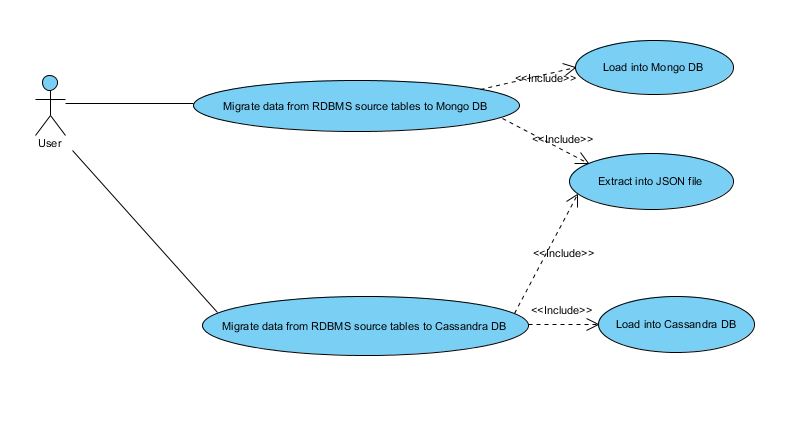 Load into Mongo DB
<<Include>>
Migrate data from RDBMS source tables to Mongo DB
<<Include>>
User
Extract into JSON file
<<Include>>
<<Include>>
Migrate data from RDBMS source tables to Cassandra DB
Load into Cassandra DB